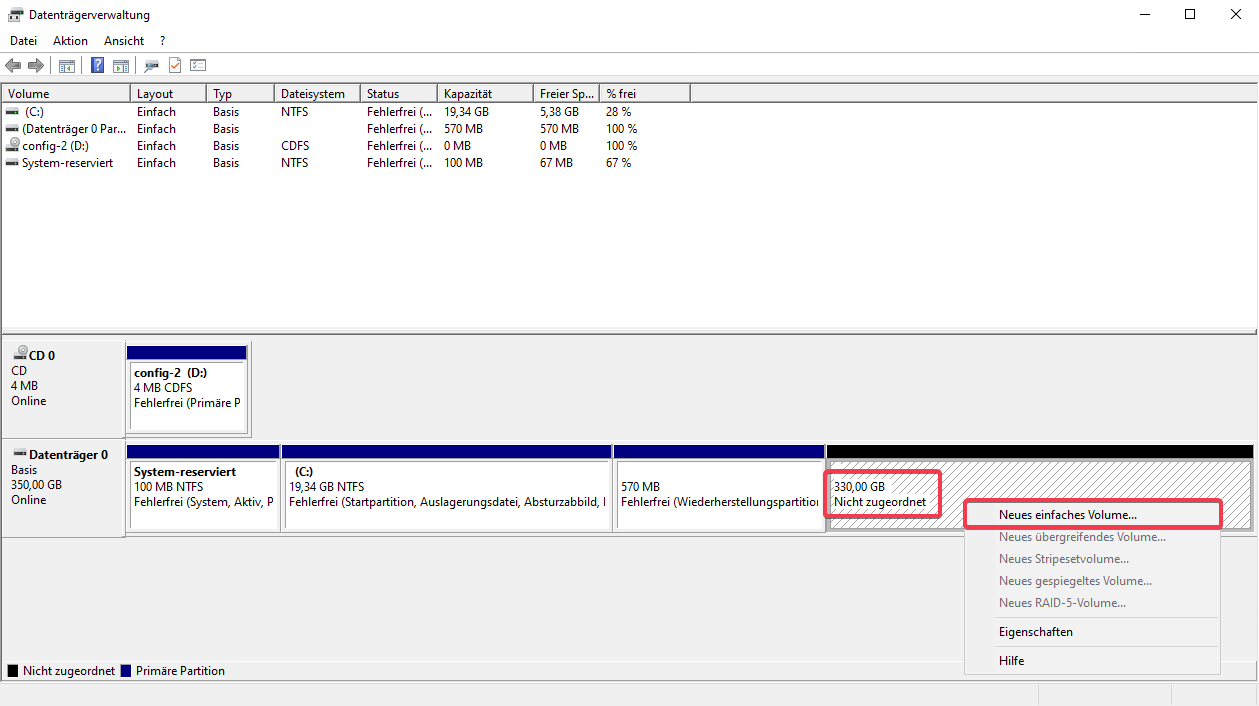 Datenträgerverwaltung
Datei Aktion Ansicht ?
Volume Layout Typ Dateisystem Status Kapazität Freier Sp... % frei
(C:) Einfach Basis NTFS Fehlerfrei (... 19,34 GB 5,38 GB 28 %
(Datenträger 0 Par... Einfach Basis Fehlerfrei (... 570 MB 570 MB 100 %
config-2 (D:) Einfach Basis CDFS Fehlerfrei (... 0 MB 0 MB 100 %
System-reserviert Einfach Basis NTFS Fehlerfrei (... 100 MB 67 MB 67 %
CD 0
CD
4 MB
Online
config-2 (D:)
4 MB CDFS
Fehlerfrei (Primäre P
Datenträger 0
Basis
350,00 GB
Online
System-reserviert
100 MB NTFS
Fehlerfrei (System, Aktiv, P
(C:)
19,34 GB NTFS
Fehlerfrei (Startpartition, Auslagerungsdatei, Absturzabbild, I
570 MB
Fehlerfrei (Wiederherstellungspartition
330,00 GB
Nicht zugeordnet
Neues einfaches Volume...
Neues übergreifendes Volume...
Neues Stripesetvolume...
Neues gespiegeltes Volume...
Neues RAID-5-Volume...
Eigenschaften
Hilfe
Nicht zugeordnet Primäre Partition